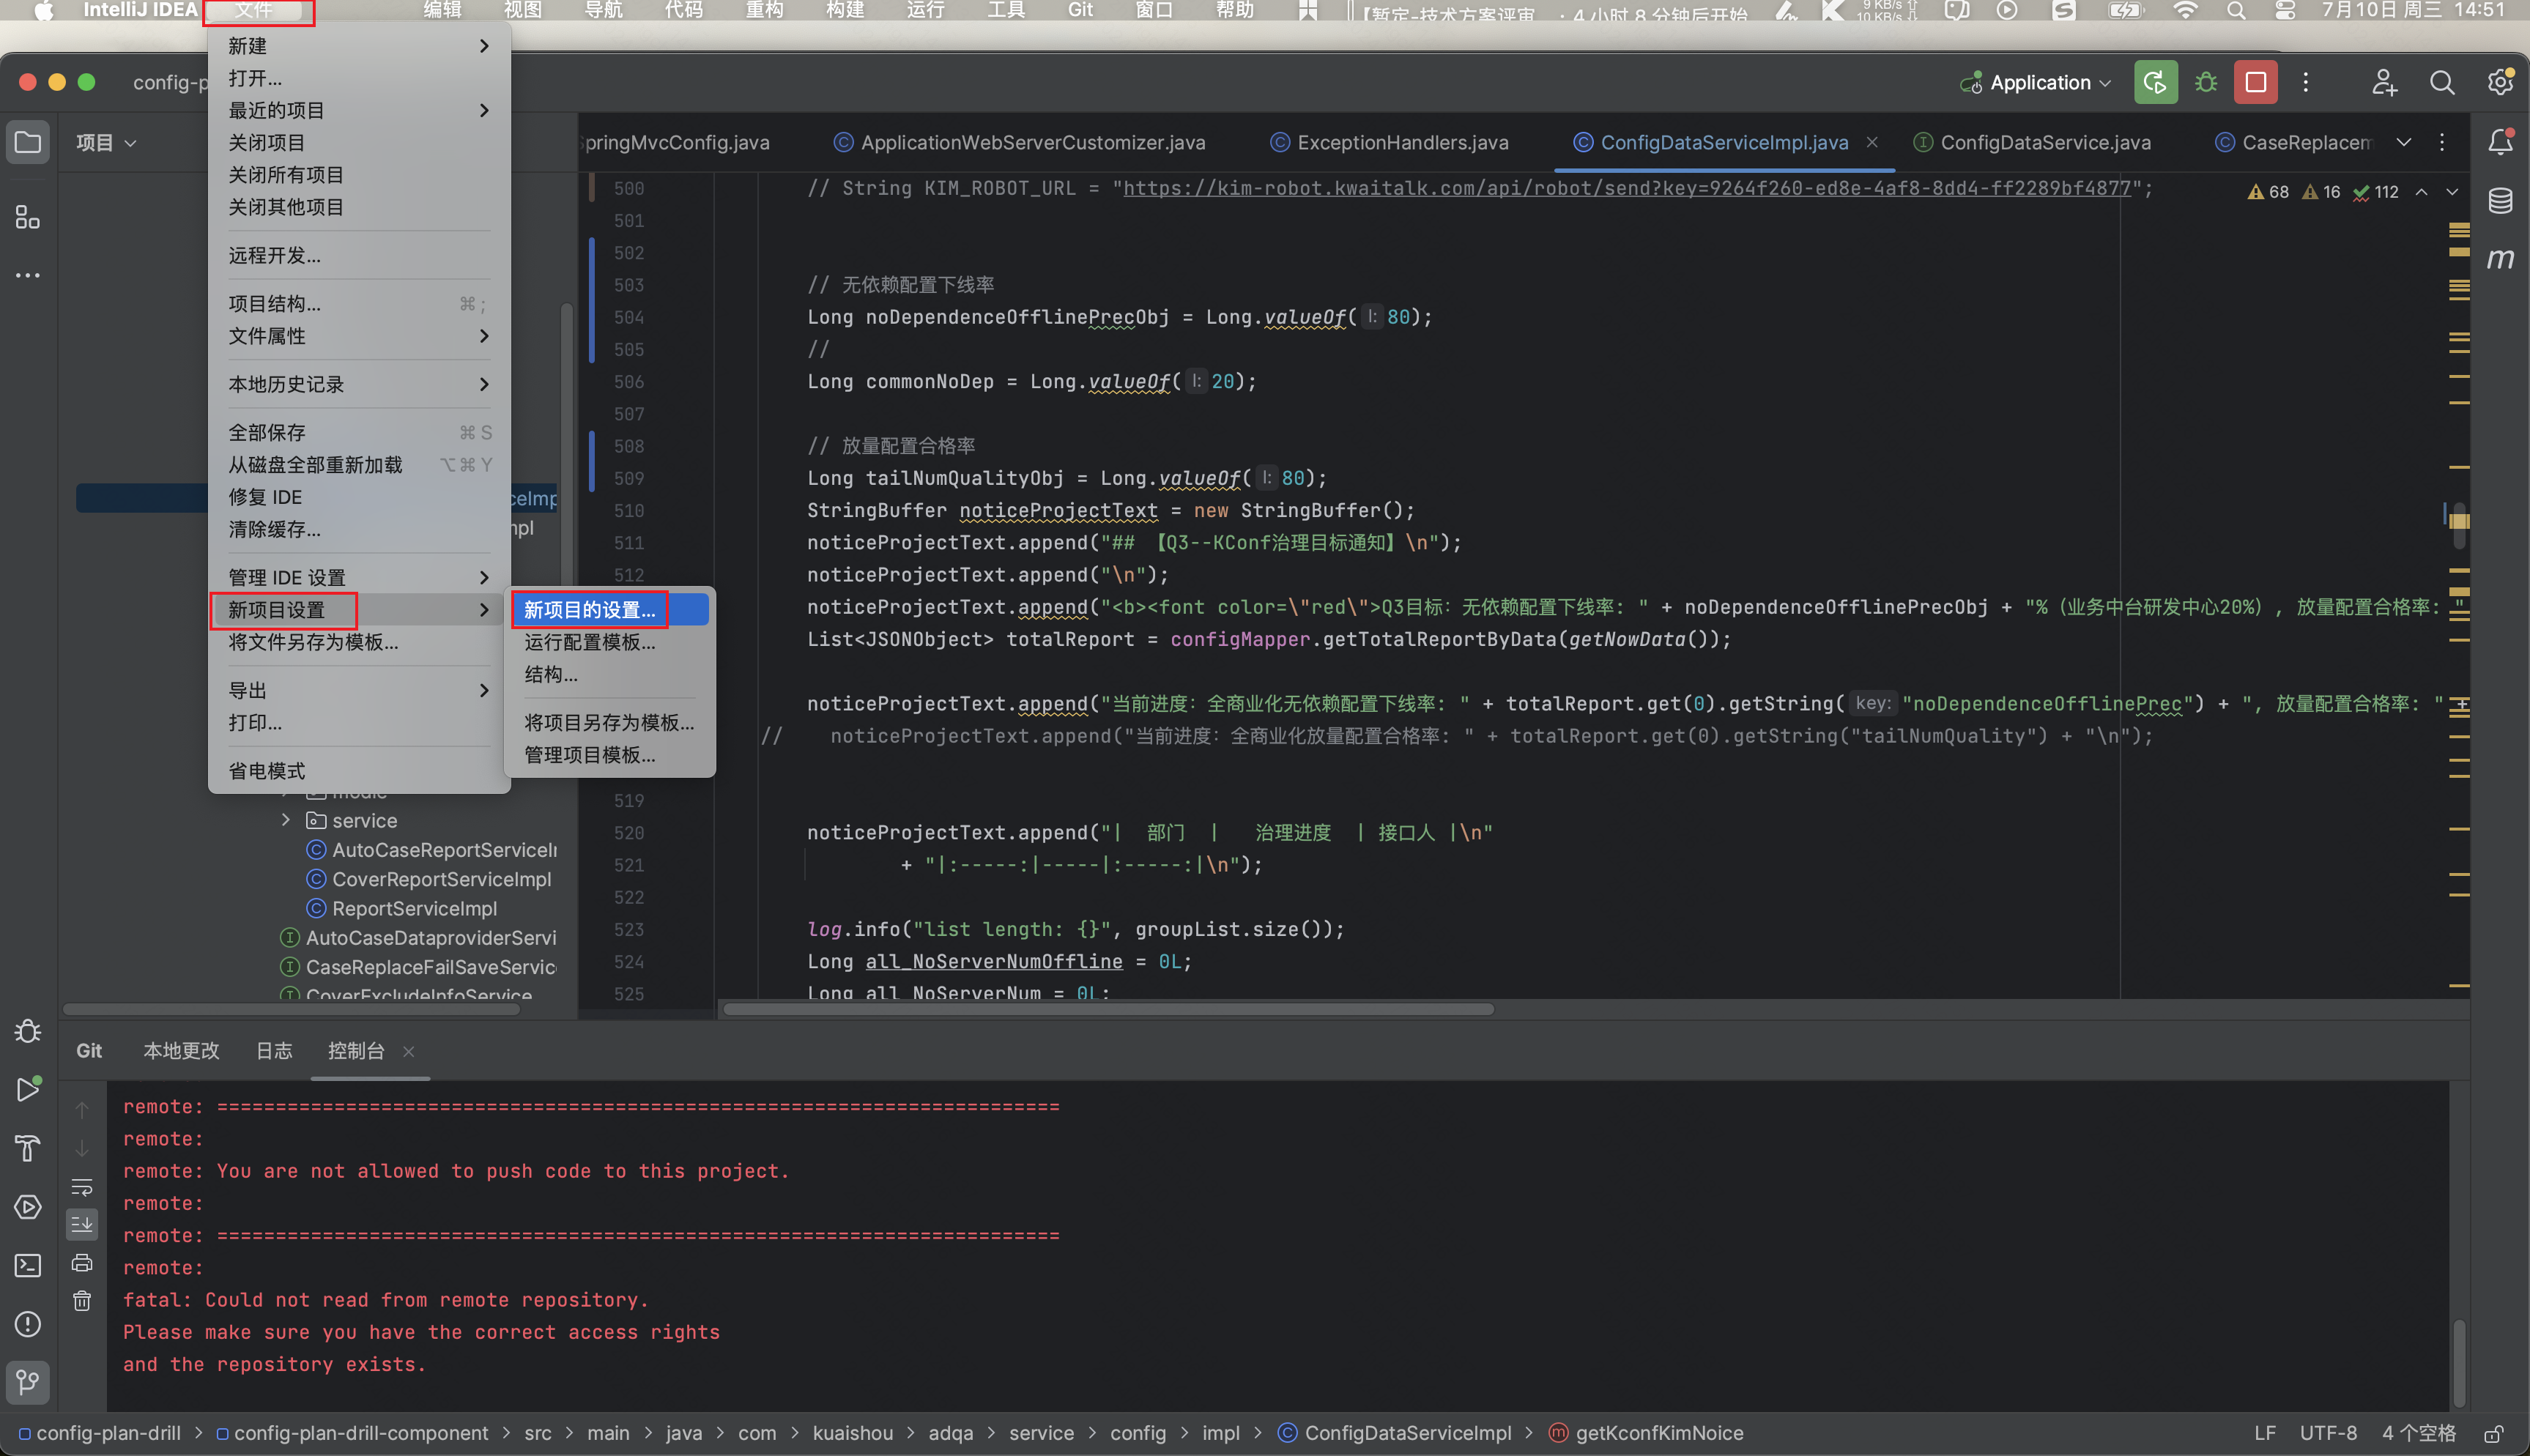 IntelliJ IDEA 文件 编辑 视图 导航 代码 重构 构建 运行 工具 Git 窗口 帮助 【暂定-技术方案评审 : 4 小时 8 分钟后开始 9 KB/s 10 KB/s 7月10日 周三 14:51
config-p Application
项目 SpringMvcConfig.java ApplicationWebServerCustomizer.java ExceptionHandlers.java ConfigDataServiceImpl.java ConfigDataService.java CaseReplacem
68 16 112
新建
打开...
最近的项目
关闭项目
关闭所有项目
关闭其他项目
远程开发...
项目结构... ⌘ ;
文件属性
本地历史记录
全部保存 ⌘ S
从磁盘全部重新加载 ⌥⌘ Y
修复 IDE
清除缓存...
管理 IDE 设置
新项目设置
将文件另存为模板...
导出
打印...
省电模式
新项目的设置...
运行配置模板...
结构...
将项目另存为模板...
管理项目模板...
ceImp
mpl
service
AutoCaseReportServiceI
CoverReportServiceImpl
ReportServiceImpl
AutoCaseDataproviderServi
CaseReplaceFailSaveServic
CoverExcludeInfoService
500 // String KIM_ROBOT_URL = "https://kim-robot.kwaitalk.com/api/robot/send?key=9264f260-ed8e-4af8-8dd4-ff2289bf4877";
501
502
503 // 无依赖配置下线率
504 Long noDependenceOfflinePrecObj = Long.valueOf( l: 80);
505 //
506 Long commonNoDep = Long.valueOf( l: 20);
507
508 // 放量配置合格率
509 Long tailNumQualityObj = Long.valueOf( l: 80);
510 StringBuffer noticeProjectText = new StringBuffer();
511 noticeProjectText.append("## 【Q3--KConf治理目标通知】\n");
512 noticeProjectText.append("\n");
noticeProjectText.append("<b><font color=\"red\">Q3目标：无依赖配置下线率: " + noDependenceOfflinePrecObj + "%（业务中台研发中心20%）, 放量配置合格率: "
List<JSONObject> totalReport = configMapper.getTotalReportByData(getNowData());
noticeProjectText.append("当前进度：全商业化无依赖配置下线率: " + totalReport.get(0).getString( key: "noDependenceOfflinePrec") + ", 放量配置合格率: " +
// noticeProjectText.append("当前进度：全商业化放量配置合格率: " + totalReport.get(0).getString("tailNumQuality") + "\n");
519
520 noticeProjectText.append("| 部门 | 治理进度 | 接口人 |\n"
521 + "|:-----:|-----|:-----:|\n");
522
523 log.info("list length: {}", groupList.size());
524 Long all_NoServerNumOffline = 0L;
525 Long all_NoServerNum = 0L;
Git 本地更改 日志 控制台
remote: ========================================================================
remote:
remote: You are not allowed to push code to this project.
remote:
remote: ========================================================================
remote:
fatal: Could not read from remote repository.
Please make sure you have the correct access rights
and the repository exists.
config-plan-drill > config-plan-drill-component > src > main > java > com > kuaishou > adqa > service > config > impl > ConfigDataServiceImpl > getKconfKimNoice LF UTF-8 4 个空格